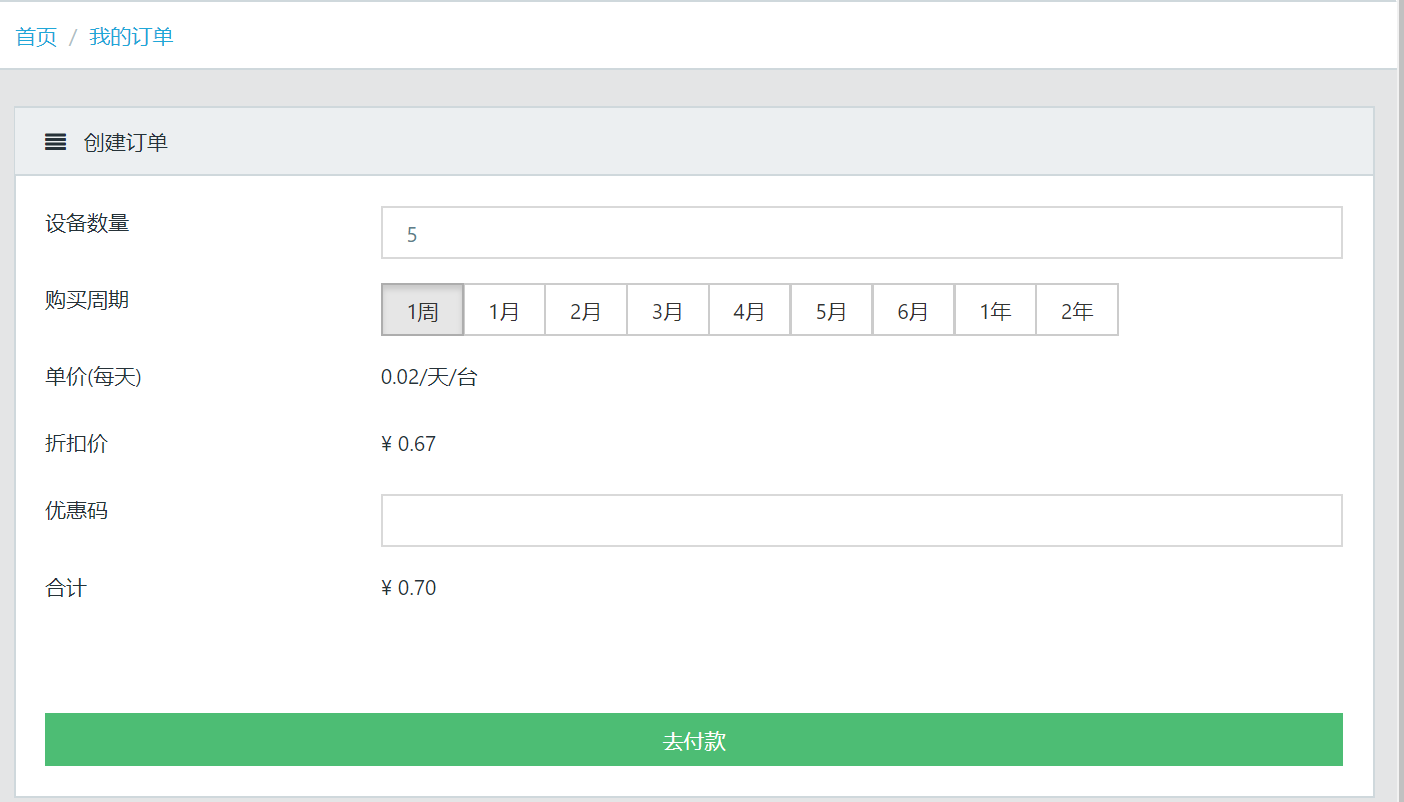 首页 / 我的订单
创建订单
设备数量
5
购买周期
1周 1月 2月 3月 4月 5月 6月 1年 2年
单价(每天)
0.02/天/台
折扣价
¥ 0.67
优惠码
合计
¥ 0.70
去付款